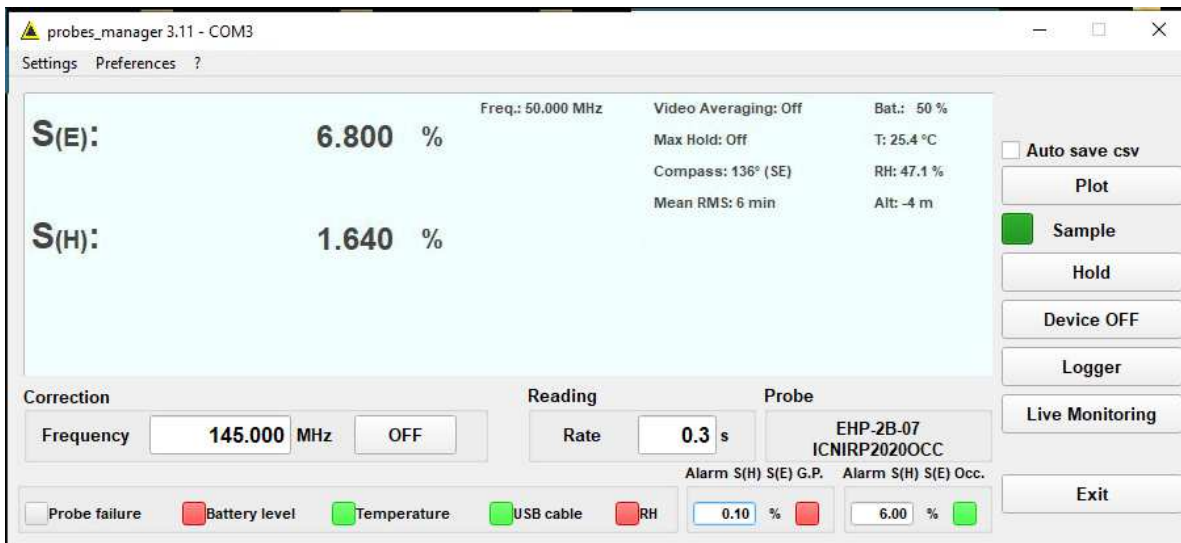 probes_manager 3.11 - COM3
Settings Preferences ?
Freq.: 50.000 MHz Video Averaging: Off Bat.: 50 %
S(E): 6.800 %
Max Hold: Off T: 25.4 °C
Compass: 136° (SE) RH: 47.1 %
Mean RMS: 6 min Alt: -4 m
S(H): 1.640 %
Auto save csv
Plot
Sample
Hold
Device OFF
Logger
Live Monitoring
Exit
Correction Reading Probe
Frequency 145.000 MHz OFF Rate 0.3 s EHP-2B-07
ICNIRP2020OCC
Alarm S(H) S(E) G.P. Alarm S(H) S(E) Occ.
Probe failure Battery level Temperature USB cable RH 0.10 % 6.00 %